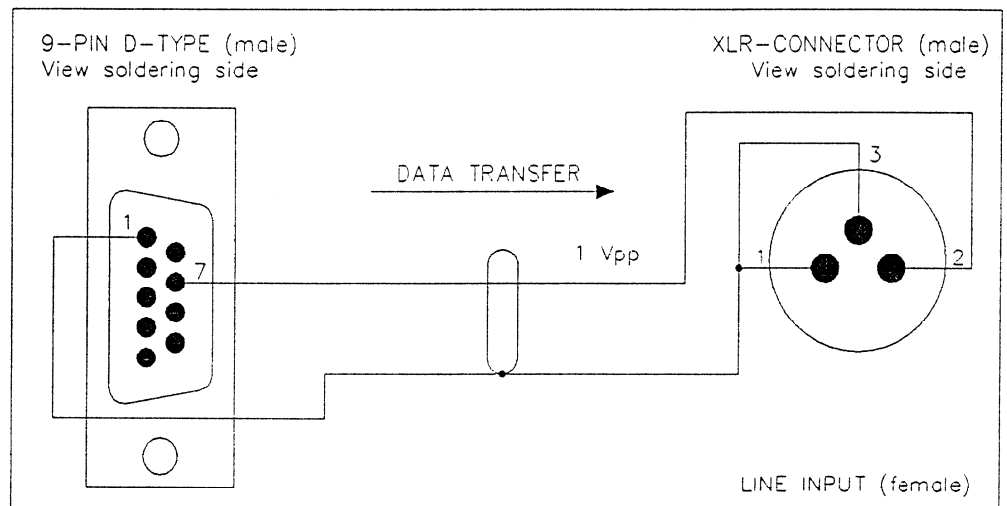 9-PIN D-TYPE (male)
View soldering side
XLR-CONNECTOR (male)
View soldering side
DATA TRANSFER
3
1
7
1 Vpp
1
2
LINE INPUT (female)